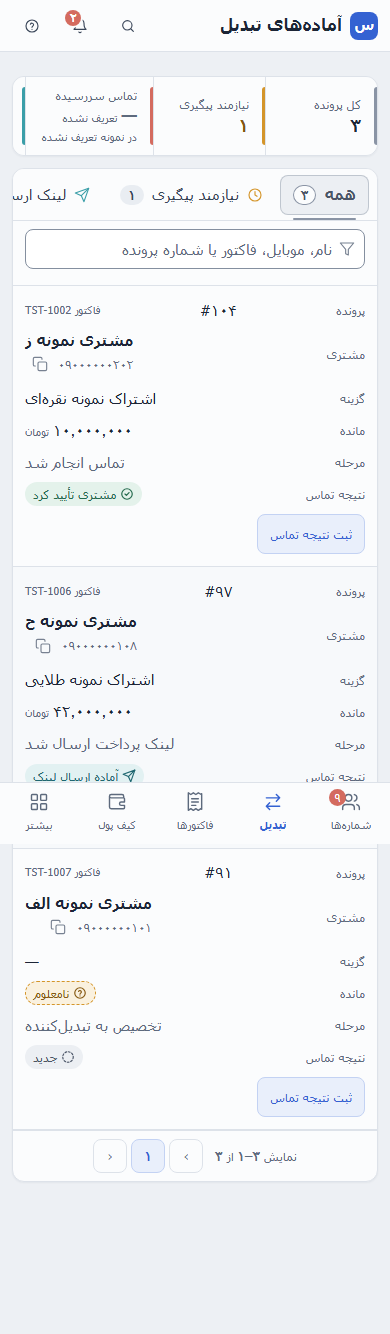 س آماده‌های تبدیل ۲
کل پرونده
۳
نیازمند پیگیری
۱
تماس سررسیده
— تعریف نشده
در نمونه تعریف نشده
همه ۳
نیازمند پیگیری ۱
لینک
نام، موبایل، فاکتور یا شماره پرونده
پرونده #۱۰۴ فاکتور TST-1002
مشتری مشتری نمونه ز
۰۹۰۰۰۰۰۰۲۰۲
گزینه اشتراک نمونه نقره‌ای
مانده ۱۰,۰۰۰,۰۰۰ تومان
مرحله تماس انجام شد
نتیجه تماس مشتری تأیید کرد
ثبت نتیجه تماس
پرونده #۹۷ فاکتور TST-1006
مشتری مشتری نمونه ح
۰۹۰۰۰۰۰۰۱۰۸
گزینه اشتراک نمونه طلایی
مانده ۴۲,۰۰۰,۰۰۰ تومان
مرحله لینک پرداخت ارسال شد
نتیجه تماس آماده ارسال لینک
شماره‌ها ۹
تبدیل
فاکتورها
کیف پول
بیشتر
پرونده #۹۱ فاکتور TST-1007
مشتری مشتری نمونه الف
۰۹۰۰۰۰۰۰۱۰۱
گزینه —
مانده نامعلوم
مرحله تخصیص به تبدیل‌کننده
نتیجه تماس جدید
ثبت نتیجه تماس
نمایش ۱–۳ از ۳
۱